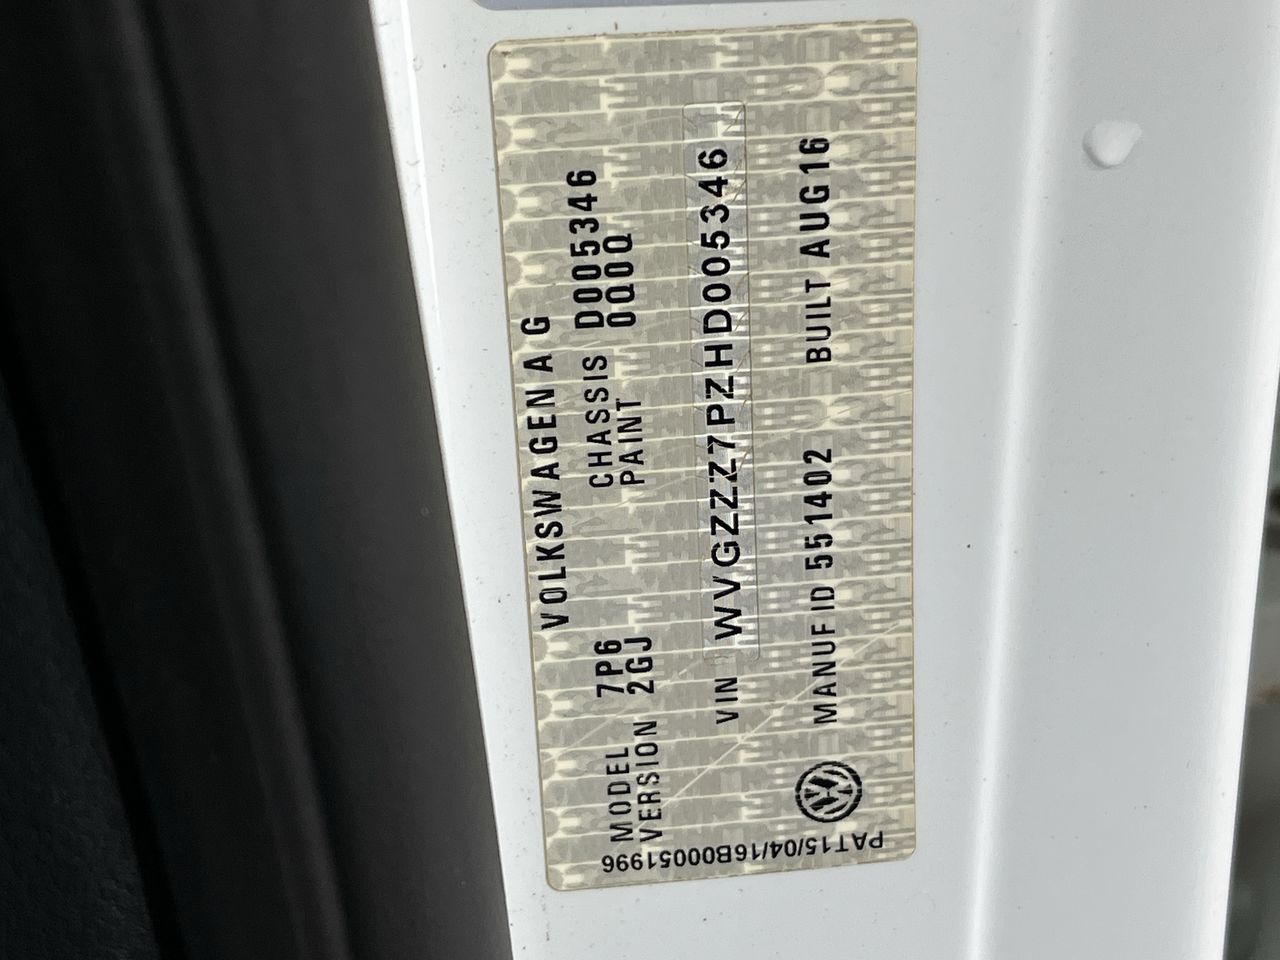 VOLKSWAGEN AG
MODEL 7P6 CHASSIS D005346
VERSION 2GJ PAINT 0Q0Q
VIN WVGZZZ7PZHD005346
MANUF ID 551402 BUILT AUG16
PAT15/04/16B00051996